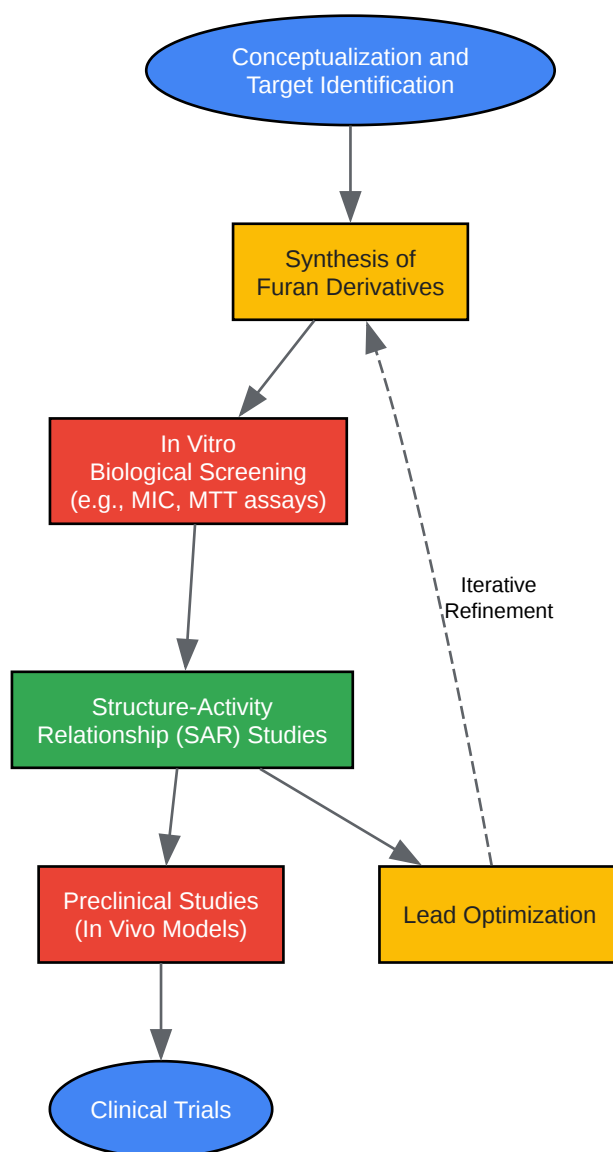 Conceptualization and
Target Identification
Synthesis of
Furan Derivatives
In Vitro
Biological Screening
(e.g., MIC, MTT assays)
Iterative
Refinement
Structure-Activity
Relationship (SAR) Studies
Preclinical Studies
(In Vivo Models)
Lead Optimization
Clinical Trials